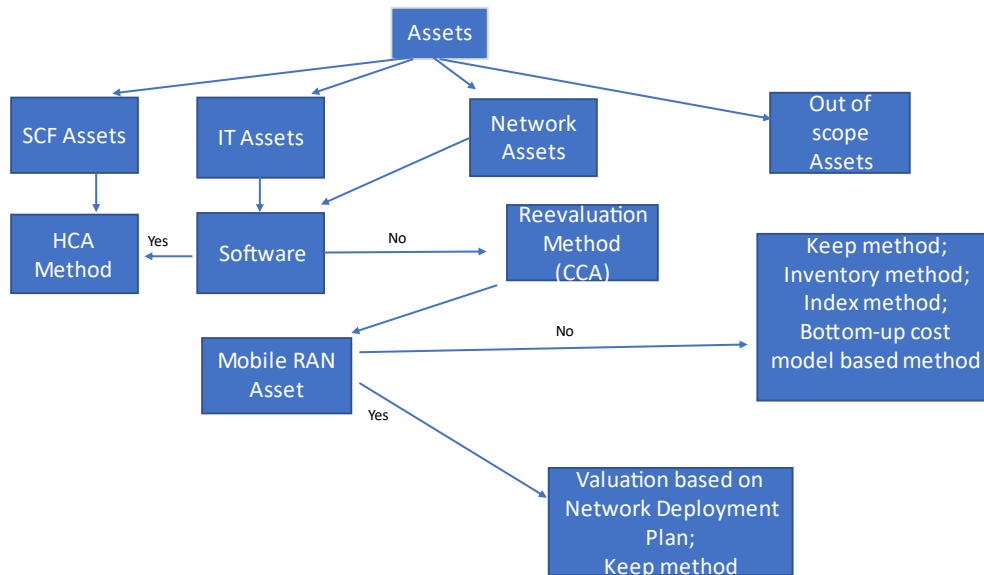 Assets
SCF Assets
IT Assets
Network
Assets
Out of
scope
Assets
HCA
Method
Yes
Software
No
Reevaluation
Method
(CCA)
Keep method;
Inventory method;
Index method;
Bottom-up cost
model based method
Mobile RAN
Asset
No
Yes
Valuation based on
Network Deployment
Plan;
Keep method